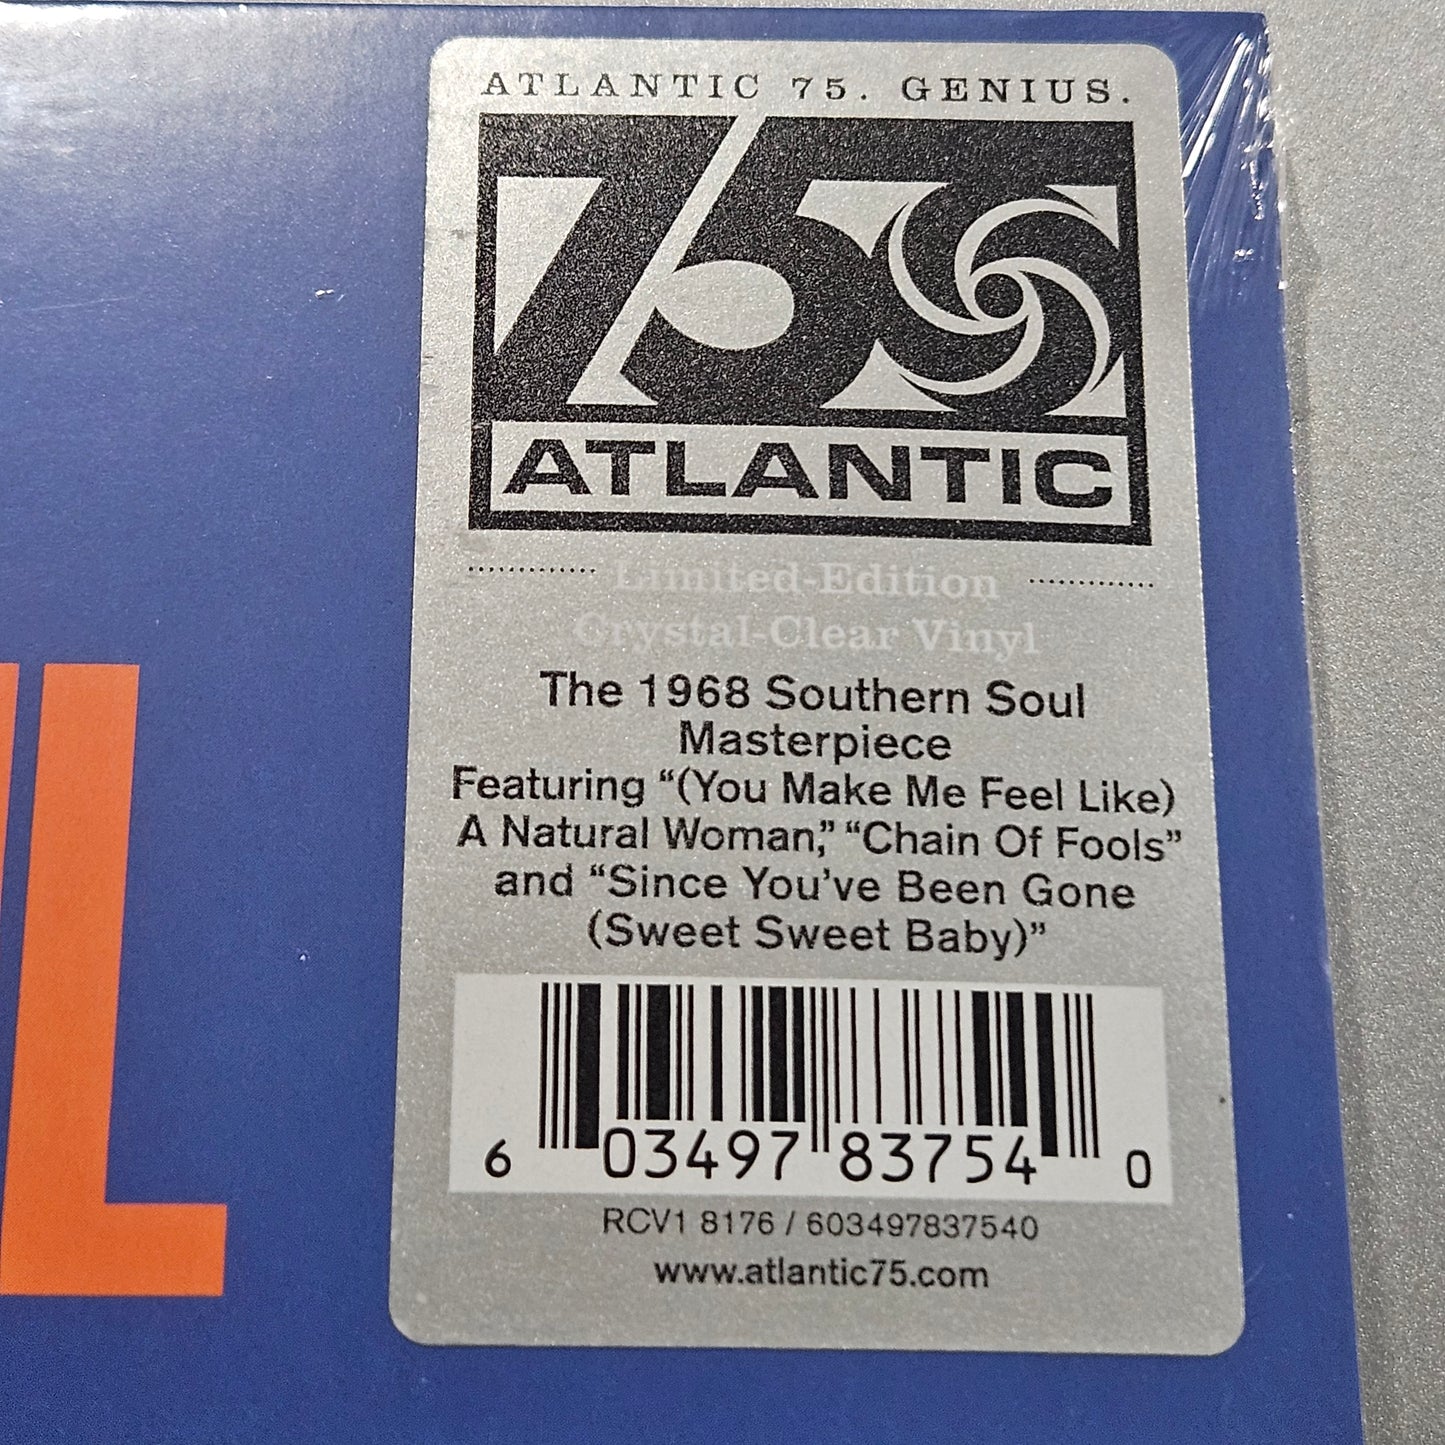 ATLANTIC 75. GENIUS.
75
ATLANTIC
Limited-Edition
Crystal-Clear Vinyl
The 1968 Southern Soul
Masterpiece
Featuring “(You Make Me Feel Like)
A Natural Woman,” “Chain Of Fools”
and “Since You’ve Been Gone
(Sweet Sweet Baby)”
6 03497 83754 0
RCV1 8176 / 603497837540
www.atlantic75.com
L